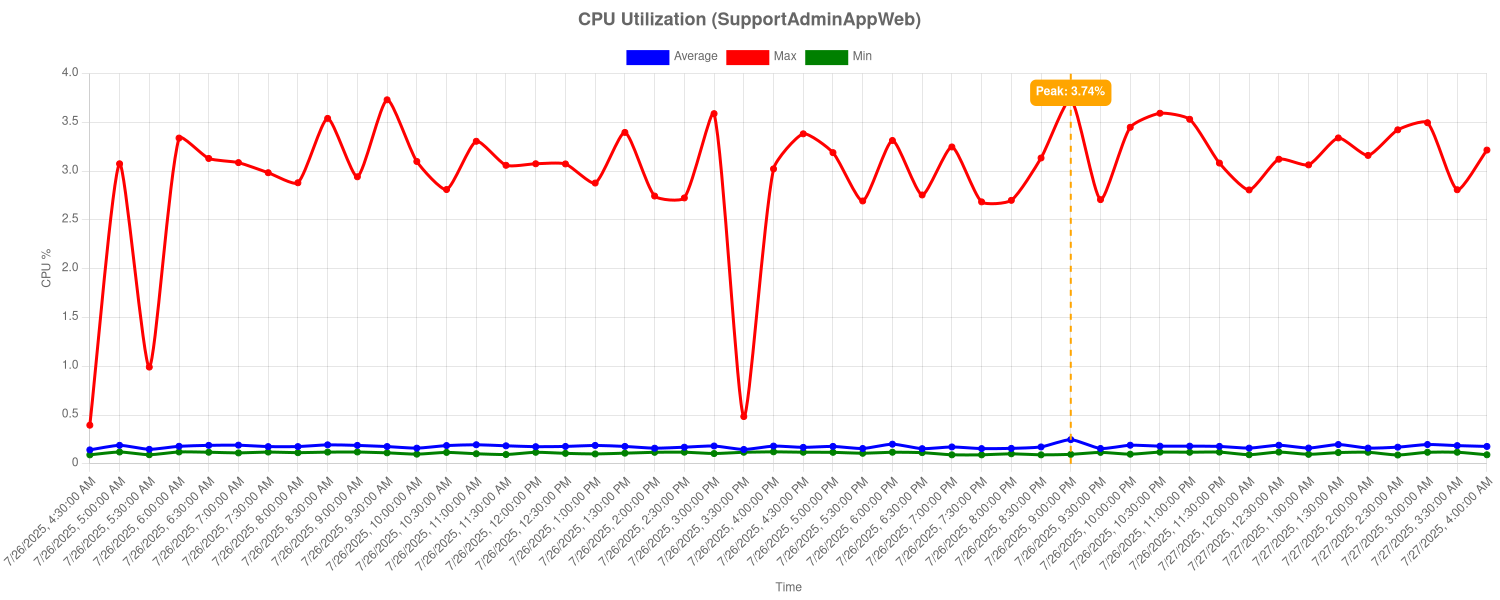 CPU Utilization (SupportAdminAppWeb)
Average Max Min
Peak: 3.74%
4.0
3.5
3.0
2.5
2.0
1.5
1.0
0.5
0
CPU %
7/26/2025, 4:30:00 AM
7/26/2025, 5:00:00 AM
7/26/2025, 5:30:00 AM
7/26/2025, 6:00:00 AM
7/26/2025, 6:30:00 AM
7/26/2025, 7:00:00 AM
7/26/2025, 7:30:00 AM
7/26/2025, 8:00:00 AM
7/26/2025, 8:30:00 AM
7/26/2025, 9:00:00 AM
7/26/2025, 9:30:00 AM
7/26/2025, 10:00:00 AM
7/26/2025, 10:30:00 AM
7/26/2025, 11:00:00 AM
7/26/2025, 11:30:00 AM
7/26/2025, 12:00:00 PM
7/26/2025, 12:30:00 PM
7/26/2025, 1:00:00 PM
7/26/2025, 1:30:00 PM
7/26/2025, 2:00:00 PM
7/26/2025, 2:30:00 PM
7/26/2025, 3:00:00 PM
7/26/2025, 3:30:00 PM
7/26/2025, 4:00:00 PM
7/26/2025, 4:30:00 PM
7/26/2025, 5:00:00 PM
7/26/2025, 5:30:00 PM
7/26/2025, 6:00:00 PM
7/26/2025, 6:30:00 PM
7/26/2025, 7:00:00 PM
7/26/2025, 7:30:00 PM
7/26/2025, 8:00:00 PM
7/26/2025, 8:30:00 PM
7/26/2025, 9:00:00 PM
7/26/2025, 9:30:00 PM
7/26/2025, 10:00:00 PM
7/26/2025, 10:30:00 PM
7/26/2025, 11:00:00 PM
7/26/2025, 11:30:00 PM
7/27/2025, 12:00:00 AM
7/27/2025, 12:30:00 AM
7/27/2025, 1:00:00 AM
7/27/2025, 1:30:00 AM
7/27/2025, 2:00:00 AM
7/27/2025, 2:30:00 AM
7/27/2025, 3:00:00 AM
7/27/2025, 3:30:00 AM
7/27/2025, 4:00:00 AM
Time